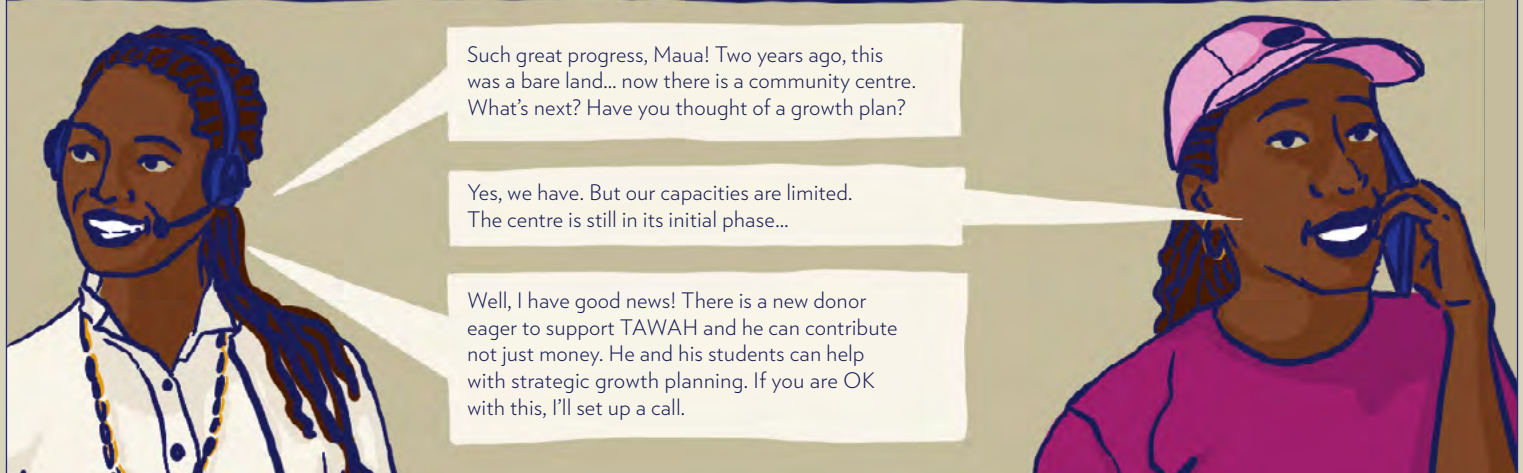 Such great progress, Maua! Two years ago, this
was a bare land... now there is a community centre.
What's next? Have you thought of a growth plan?
Yes, we have. But our capacities are limited.
The centre is still in its initial phase...
Well, I have good news! There is a new donor
eager to support TAWAH and he can contribute
not just money. He and his students can help
with strategic growth planning. If you are OK
with this, I'll set up a call.